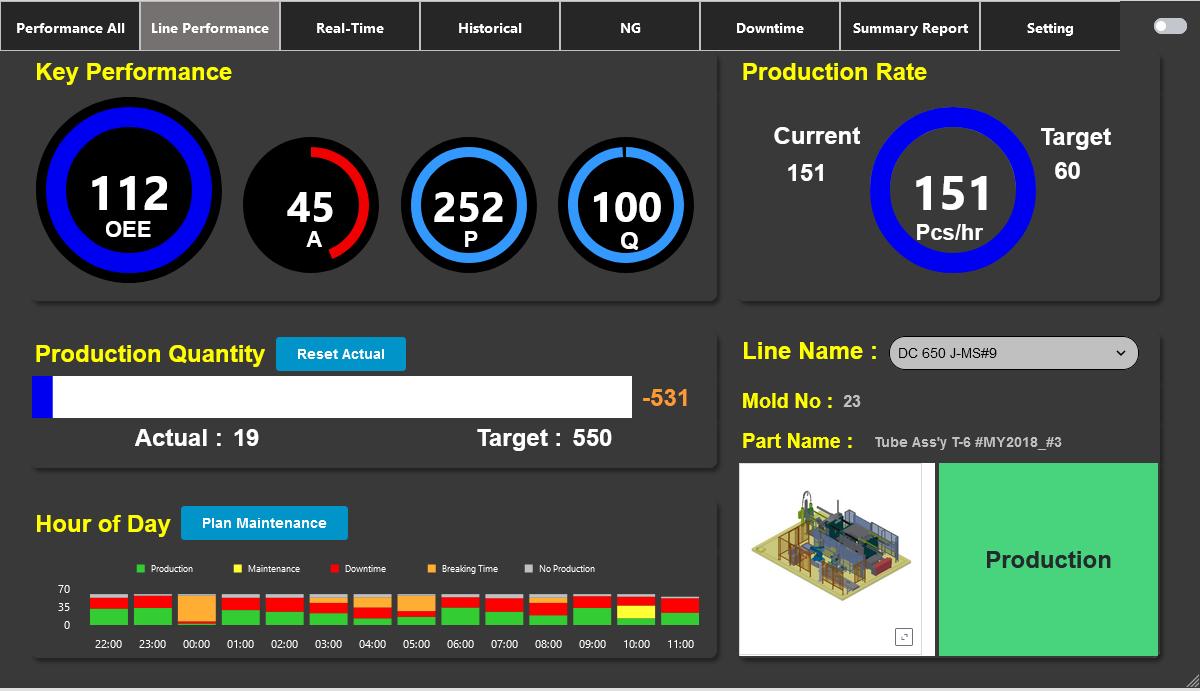 Performance All
Line Performance
Real-Time
Historical
NG
Downtime
Summary Report
Setting
Key Performance
112
OEE
45
A
252
P
100
Q
Production Rate
Current
151
151
Pcs/hr
Target
60
Production Quantity
Reset Actual
-531
Actual : 19
Target : 550
Line Name :
DC 650 J-MS#9
Mold No : 23
Part Name : Tube Ass'y T-6 #MY2018_#3
Production
Hour of Day
Plan Maintenance
Production Maintenance Downtime Breaking Time No Production
70
35
0
22:00 23:00 00:00 01:00 02:00 03:00 04:00 05:00 06:00 07:00 08:00 09:00 10:00 11:00